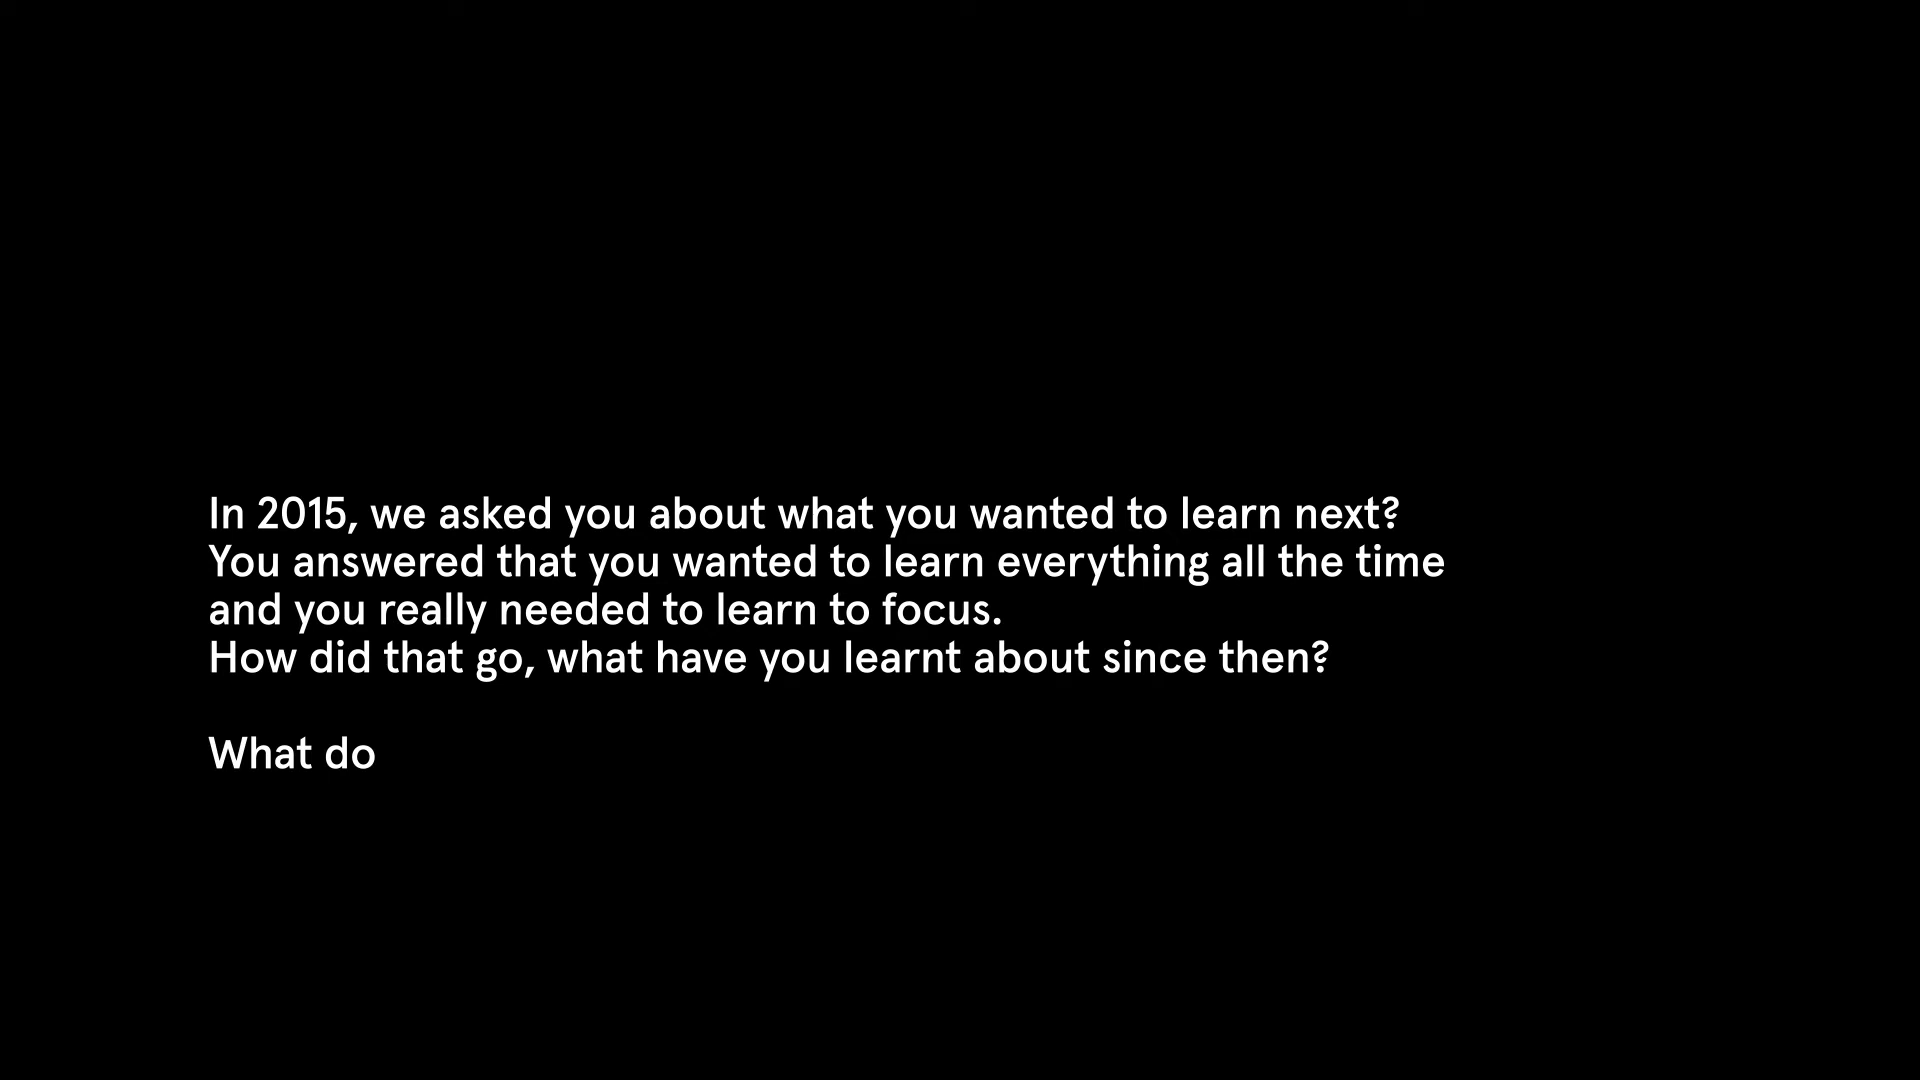 In 2015, we asked you about what you wanted to learn next?
You answered that you wanted to learn everything all the time
and you really needed to learn to focus.
How did that go, what have you learnt about since then?
What do